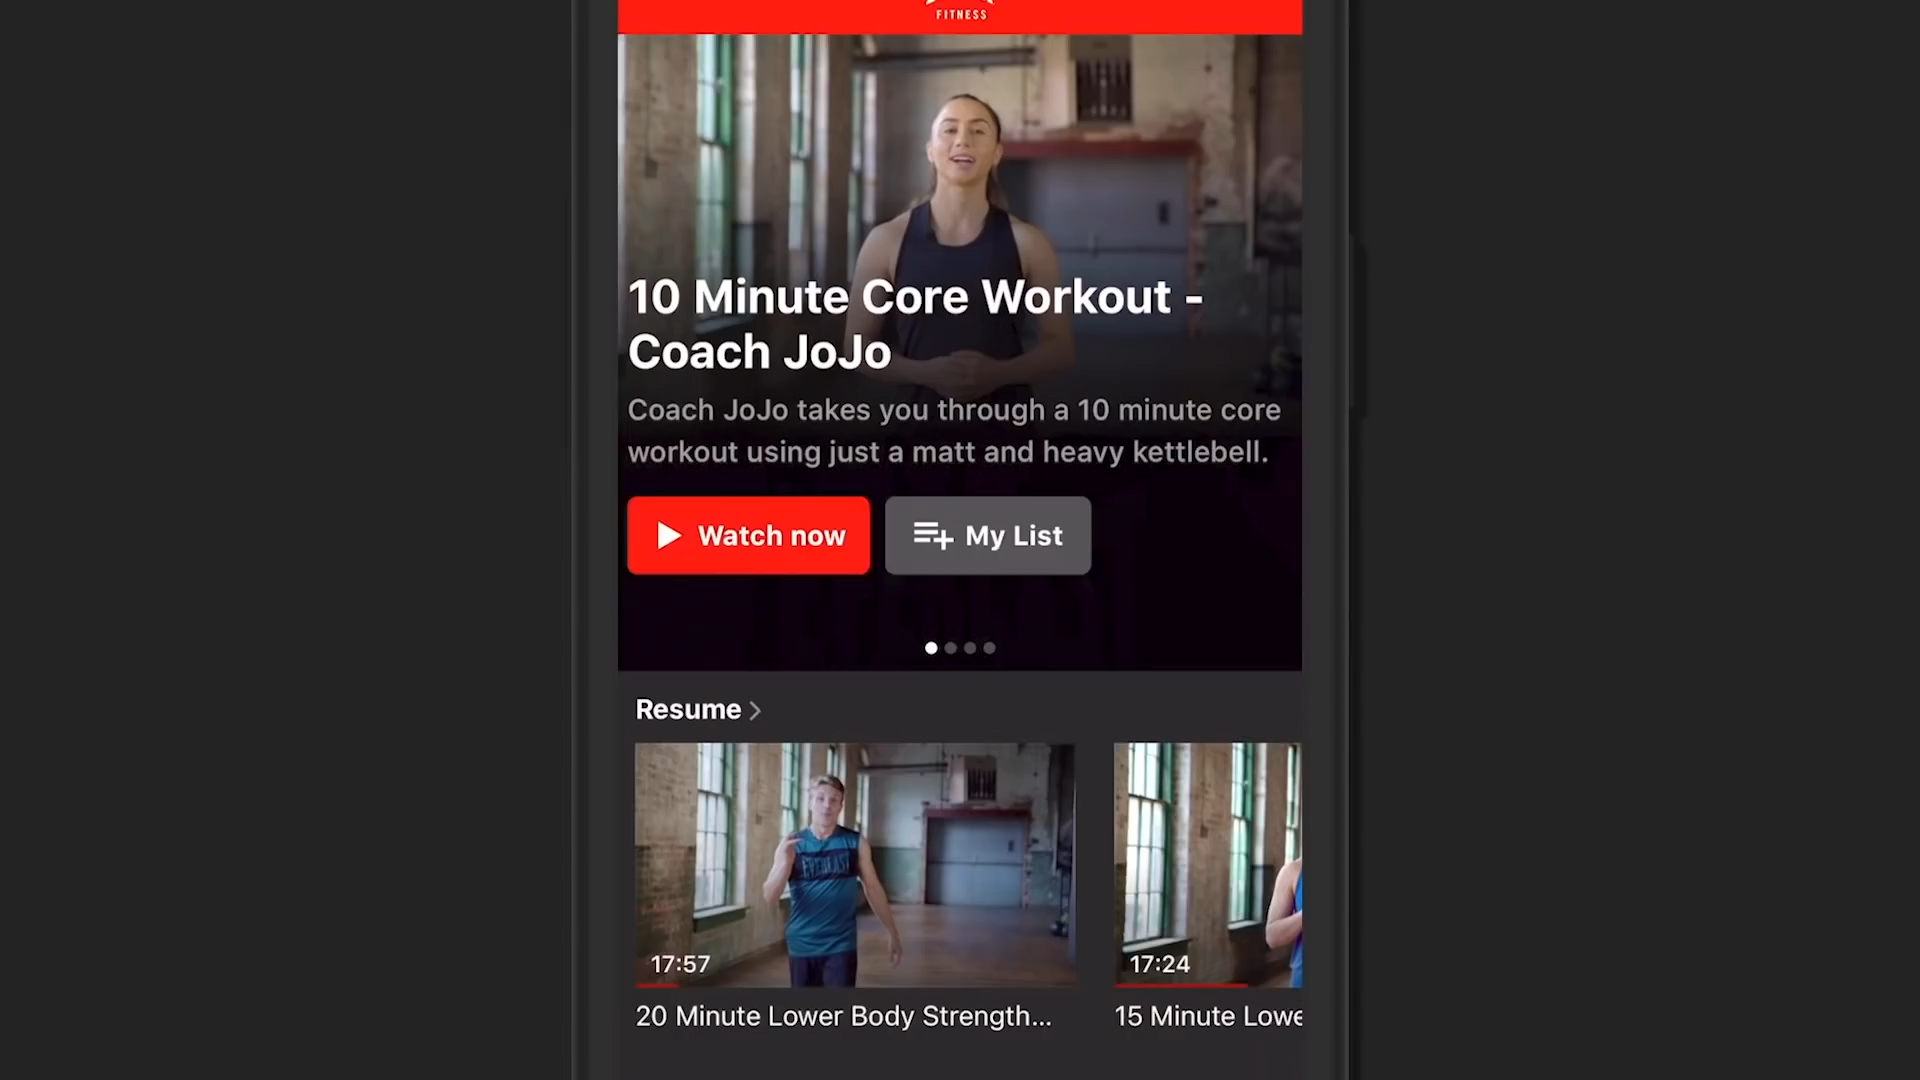 FITNESS
10 Minute Core Workout -
Coach JoJo
Coach JoJo takes you through a 10 minute core
workout using just a matt and heavy kettlebell.
Watch now
My List
Resume
EVERLAST
17:57
17:24
20 Minute Lower Body Strength...
15 Minute Lowe